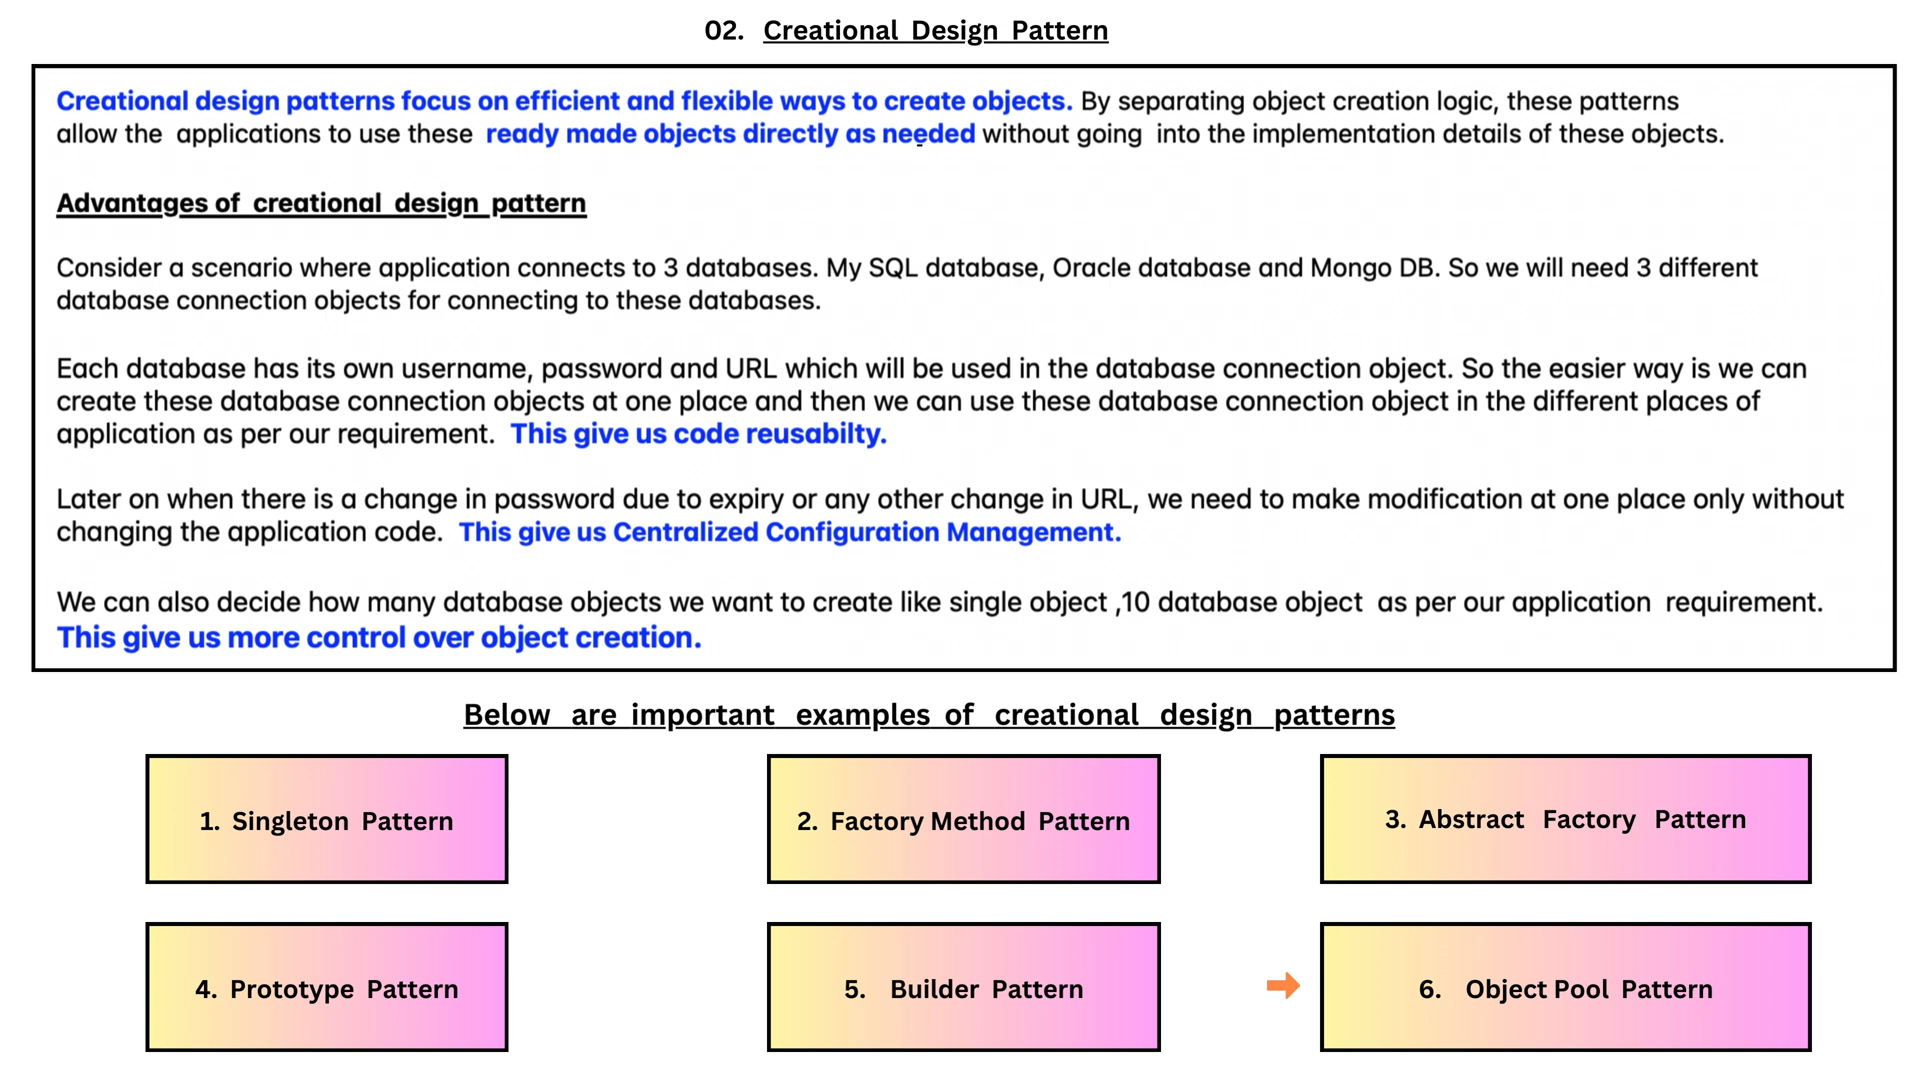 02. Creational Design Pattern
Creational design patterns focus on efficient and flexible ways to create objects. By separating object creation logic, these patterns
allow the applications to use these ready made objects directly as needed without going into the implementation details of these objects.
Advantages of creational design pattern
Consider a scenario where application connects to 3 databases. My SQL database, Oracle database and Mongo DB. So we will need 3 different
database connection objects for connecting to these databases.
Each database has its own username, password and URL which will be used in the database connection object. So the easier way is we can
create these database connection objects at one place and then we can use these database connection object in the different places of
application as per our requirement. This give us code reusabilty.
Later on when there is a change in password due to expiry or any other change in URL, we need to make modification at one place only without
changing the application code. This give us Centralized Configuration Management.
We can also decide how many database objects we want to create like single object ,10 database object as per our application requirement.
This give us more control over object creation.
Below are important examples of creational design patterns
1. Singleton Pattern
2. Factory Method Pattern
3. Abstract Factory Pattern
4. Prototype Pattern
5. Builder Pattern
6. Object Pool Pattern